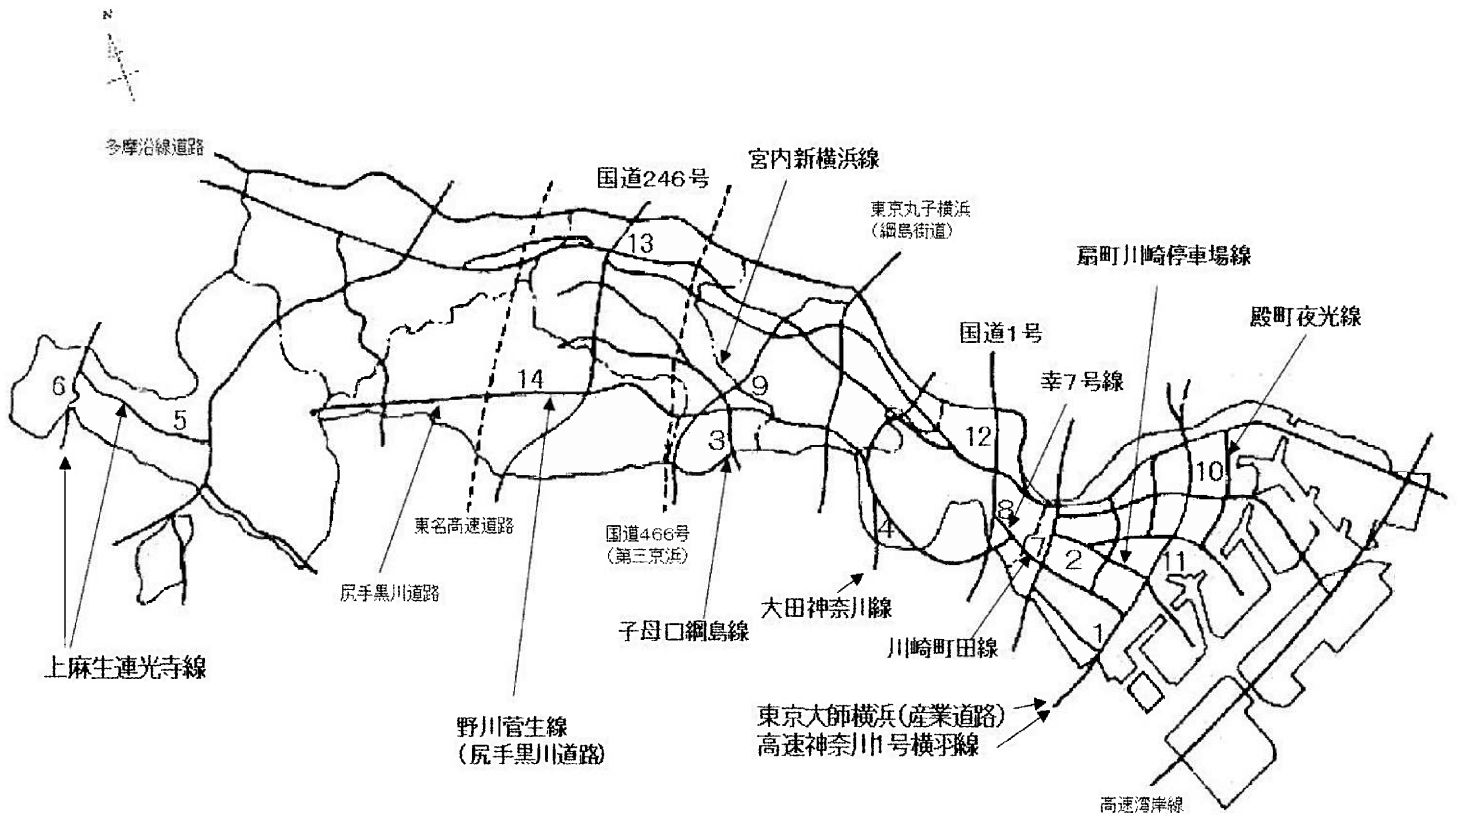 N
多摩沿線道路
宮内新横浜線
国道246号
東京丸子横浜
（綱島街道）
13
扇町川崎停車場線
殿町夜光線
国道1号
幸7号線
6
14
9
5
3
12
10
東名高速道路
国道466号
（第三京浜）
4
8
7
2
11
尻手黒川道路
大田神奈川線
子母口綱島線
1
川崎町田線
上麻生連光寺線
野川菅生線
（尻手黒川道路）
東京大師横浜（産業道路）
高速神奈川1号横羽線
高速湾岸線